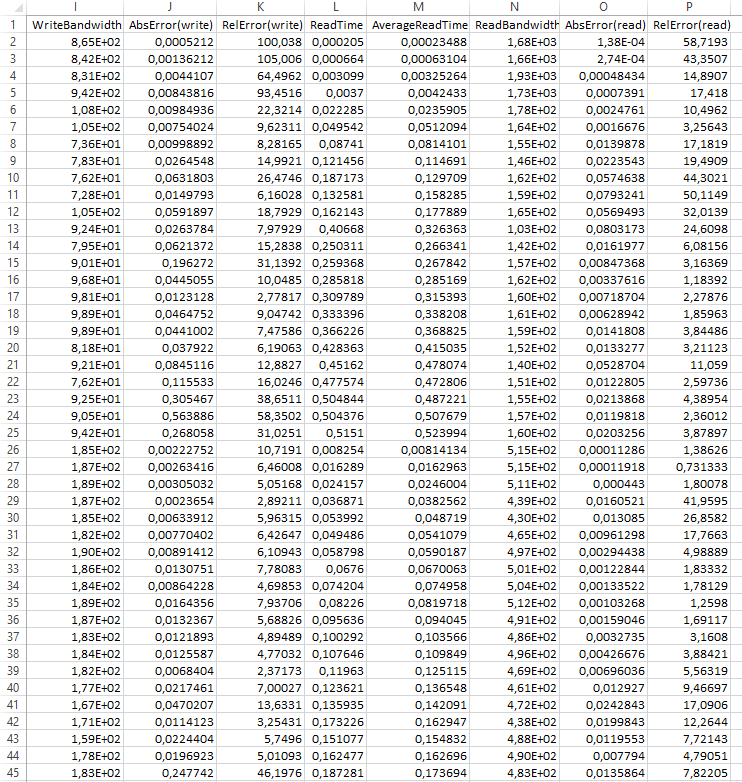 I J K L M N O P
1 WriteBandwidth AbsError(write) RelError(write) ReadTime AverageReadTime ReadBandwidth AbsError(read) RelError(read)
2 8,65E+02 0,0005212 100,038 0,000205 0,00023488 1,68E+03 1,38E-04 58,7193
3 8,42E+02 0,00136212 105,006 0,000664 0,00063104 1,66E+03 2,74E-04 43,3507
4 8,31E+02 0,0044107 64,4962 0,003099 0,00325264 1,93E+03 0,00048434 14,8907
5 9,42E+02 0,00843816 93,4516 0,0037 0,0042433 1,73E+03 0,0007391 17,418
6 1,08E+02 0,00984936 22,3214 0,022285 0,0235905 1,78E+02 0,0024761 10,4962
7 1,05E+02 0,00754024 9,62311 0,049542 0,0512094 1,64E+02 0,0016676 3,25643
8 7,36E+01 0,00998892 8,28165 0,08741 0,0814101 1,55E+02 0,0139878 17,1819
9 7,83E+01 0,0264548 14,9921 0,121456 0,114691 1,46E+02 0,0223543 19,4909
10 7,62E+01 0,0631803 26,4746 0,187173 0,129709 1,62E+02 0,0574638 44,3021
11 7,28E+01 0,0149793 6,16028 0,132581 0,158285 1,59E+02 0,0793241 50,1149
12 1,05E+02 0,0591897 18,7929 0,162143 0,177889 1,65E+02 0,0569493 32,0139
13 9,24E+01 0,0263784 7,97929 0,40668 0,326363 1,03E+02 0,0803173 24,6098
14 7,95E+01 0,0621372 15,2838 0,250311 0,266341 1,42E+02 0,0161977 6,08156
15 9,01E+01 0,196272 31,1392 0,259368 0,267842 1,57E+02 0,00847368 3,16369
16 9,68E+01 0,0445055 10,0485 0,285818 0,285169 1,62E+02 0,00337616 1,18392
17 9,81E+01 0,0123128 2,77817 0,309789 0,315393 1,60E+02 0,00718704 2,27876
18 9,89E+01 0,0464752 9,04742 0,333396 0,338208 1,61E+02 0,00628942 1,85963
19 9,89E+01 0,0441002 7,47586 0,366226 0,368825 1,59E+02 0,0141808 3,84486
20 8,18E+01 0,037922 6,19063 0,428363 0,415035 1,52E+02 0,0133277 3,21123
21 9,21E+01 0,0845116 12,8827 0,45162 0,478074 1,40E+02 0,0528704 11,059
22 7,62E+01 0,115533 16,0246 0,477574 0,472806 1,51E+02 0,0122805 2,59736
23 9,25E+01 0,305467 38,6511 0,504844 0,487221 1,55E+02 0,0213868 4,38954
24 9,05E+01 0,563886 58,3502 0,504376 0,507679 1,57E+02 0,0119818 2,36012
25 9,42E+01 0,268058 31,0251 0,5151 0,523994 1,60E+02 0,0203256 3,87897
26 1,85E+02 0,00222752 10,7191 0,008254 0,00814134 5,15E+02 0,00011286 1,38626
27 1,87E+02 0,00263416 6,46008 0,016289 0,0162963 5,15E+02 0,00011918 0,731333
28 1,89E+02 0,00305032 5,05168 0,024157 0,0246004 5,11E+02 0,000443 1,80078
29 1,87E+02 0,0023654 2,89211 0,036871 0,0382562 4,39E+02 0,0160521 41,9595
30 1,85E+02 0,00633912 5,96315 0,053992 0,048719 4,30E+02 0,013085 26,8582
31 1,82E+02 0,00770402 6,42647 0,049486 0,0541079 4,65E+02 0,00961298 17,7663
32 1,90E+02 0,00891412 6,10943 0,058798 0,0590187 4,97E+02 0,00294438 4,98889
33 1,86E+02 0,0130751 7,78083 0,0676 0,0670063 5,01E+02 0,00122844 1,83332
34 1,84E+02 0,00864228 4,69853 0,074204 0,074958 5,04E+02 0,00133522 1,78129
35 1,89E+02 0,0164356 7,93706 0,08226 0,0819718 5,12E+02 0,00103268 1,2598
36 1,87E+02 0,0132367 5,68826 0,095636 0,094045 4,91E+02 0,00159046 1,69117
37 1,83E+02 0,0121893 4,89489 0,100292 0,103566 4,86E+02 0,0032735 3,1608
38 1,84E+02 0,0125587 4,77032 0,107646 0,109849 4,96E+02 0,00426676 3,88421
39 1,82E+02 0,0068404 2,37173 0,11963 0,125115 4,69E+02 0,00696036 5,56319
40 1,77E+02 0,0217461 7,00027 0,123621 0,136548 4,61E+02 0,012927 9,46697
41 1,67E+02 0,0470207 13,6331 0,135935 0,142091 4,72E+02 0,0242843 17,0906
42 1,71E+02 0,0114123 3,25431 0,173226 0,162947 4,38E+02 0,0199843 12,2644
43 1,59E+02 0,0224404 5,7496 0,151077 0,154832 4,88E+02 0,0119553 7,72143
44 1,78E+02 0,0196923 5,01093 0,162477 0,162696 4,90E+02 0,007794 4,79051
45 1,83E+02 0,247742 46,1976 0,187281 0,173694 4,83E+02 0,0135864 7,82205